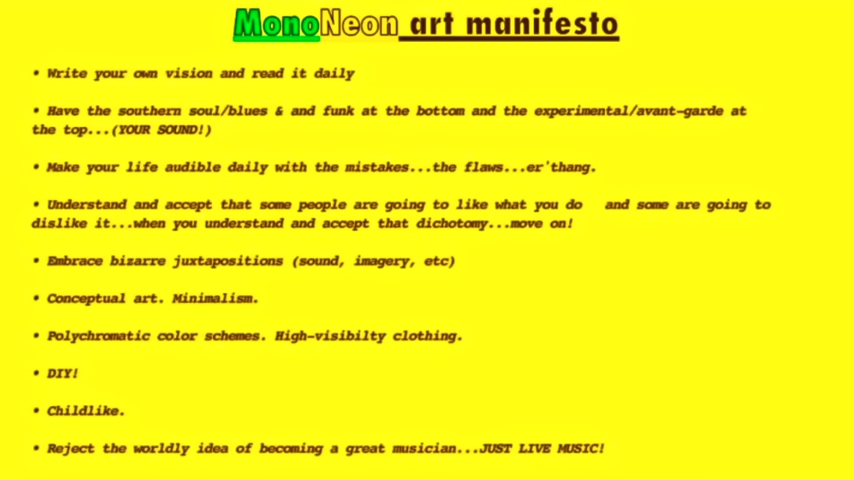 MonoNeon art manifesto
• Write your own vision and read it daily
• Have the southern soul/blues & and funk at the bottom and the experimental/avant-garde at
the top...(YOUR SOUND!)
• Make your life audible daily with the mistakes...the flaws...er'thang.
• Understand and accept that some people are going to like what you do and some are going to
dislike it...when you understand and accept that dichotomy...move on!
• Embrace bizarre juxtapositions (sound, imagery, etc)
• Conceptual art. Minimalism.
• Polychromatic color schemes. High-visibilty clothing.
• DIY!
• Childlike.
• Reject the worldly idea of becoming a great musician...JUST LIVE MUSIC!